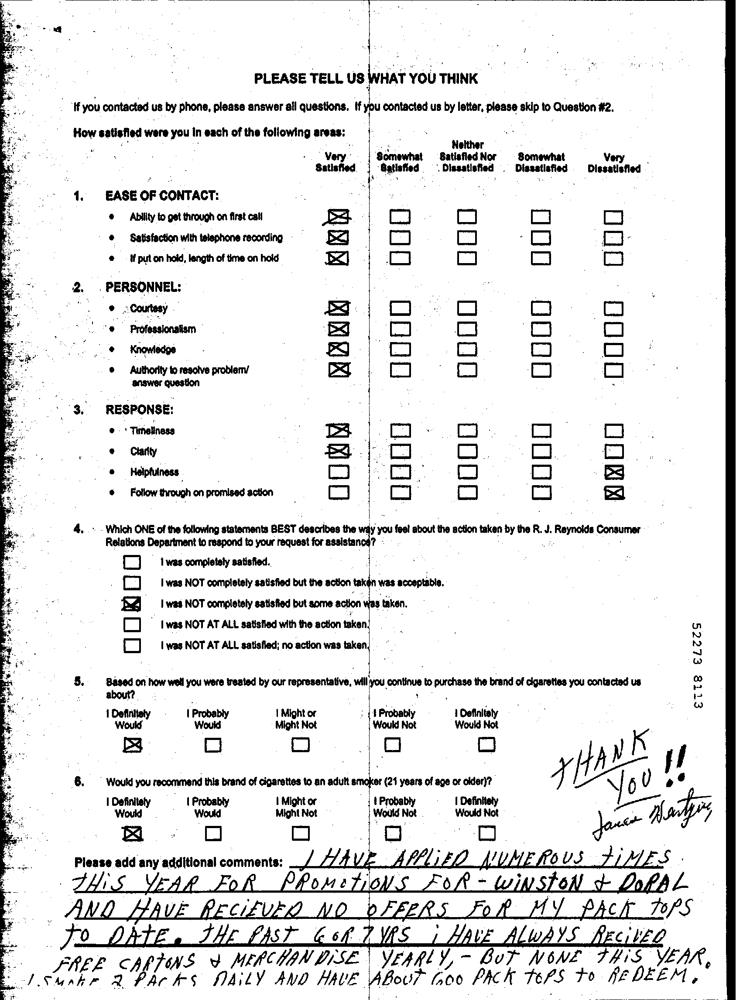 PLEASE TELL US WHAT YOU THINK
If you contacted us by phone, please answer all questions. If you contacted us by letter, please skip to Question #2.
How satisfied were you in each of the following areas:
Very Satisfied Somewhat Satisfied Neither Satisfied Nor Dissatisfied Somewhat Dissatisfied Very Dissatisfied
1. EASE OF CONTACT:
• Ability to get through on first call
• Satisfaction with telephone recording
• If put on hold, length of time on hold
2. PERSONNEL:
• Courtesy
• Professionalism
• Knowledge
• Authority to resolve problem/
answer question
3. RESPONSE:
• Timeliness
• Clarity
• Helpfulness
• Follow through on promised action
4. Which ONE of the following statements BEST describes the way you feel about the action taken by the R. J. Reynolds Consumer
Relations Department to respond to your request for assistance?
I was completely satisfied.
I was NOT completely satisfied but the action taken was acceptable.
I was NOT completely satisfied but some action was taken.
I was NOT AT ALL satisfied with the action taken.
I was NOT AT ALL satisfied; no action was taken.
52273 8113
5. Based on how well you were treated by our representative, will you continue to purchase the brand of cigarettes you contacted us
about?
I Definitely Would I Probably Would I Might or Might Not I Probably Would Not I Definitely Would Not
6. Would you recommend this brand of cigarettes to an adult smoker (21 years of age or older)?
I Definitely Would I Probably Would I Might or Might Not I Probably Would Not I Definitely Would Not
THANK
YOU !!
Please add any additional comments: I HAVE APPLIED NUMEROUS TIMES
THIS YEAR FOR PROMOTIONS FOR - WINSTON & DORAL
AND HAVE RECIEVED NO OFFERS FOR MY PACK TOPS
TO DATE. THE PAST 6 OR 7 YRS I HAVE ALWAYS RECIVED
FREE CARTONS & MERCHANDISE YEARLY, - BUT NONE THIS YEAR.
I SMOKE 2 PACKS DAILY AND HAVE ABOUT 600 PACK TOPS TO REDEEM.